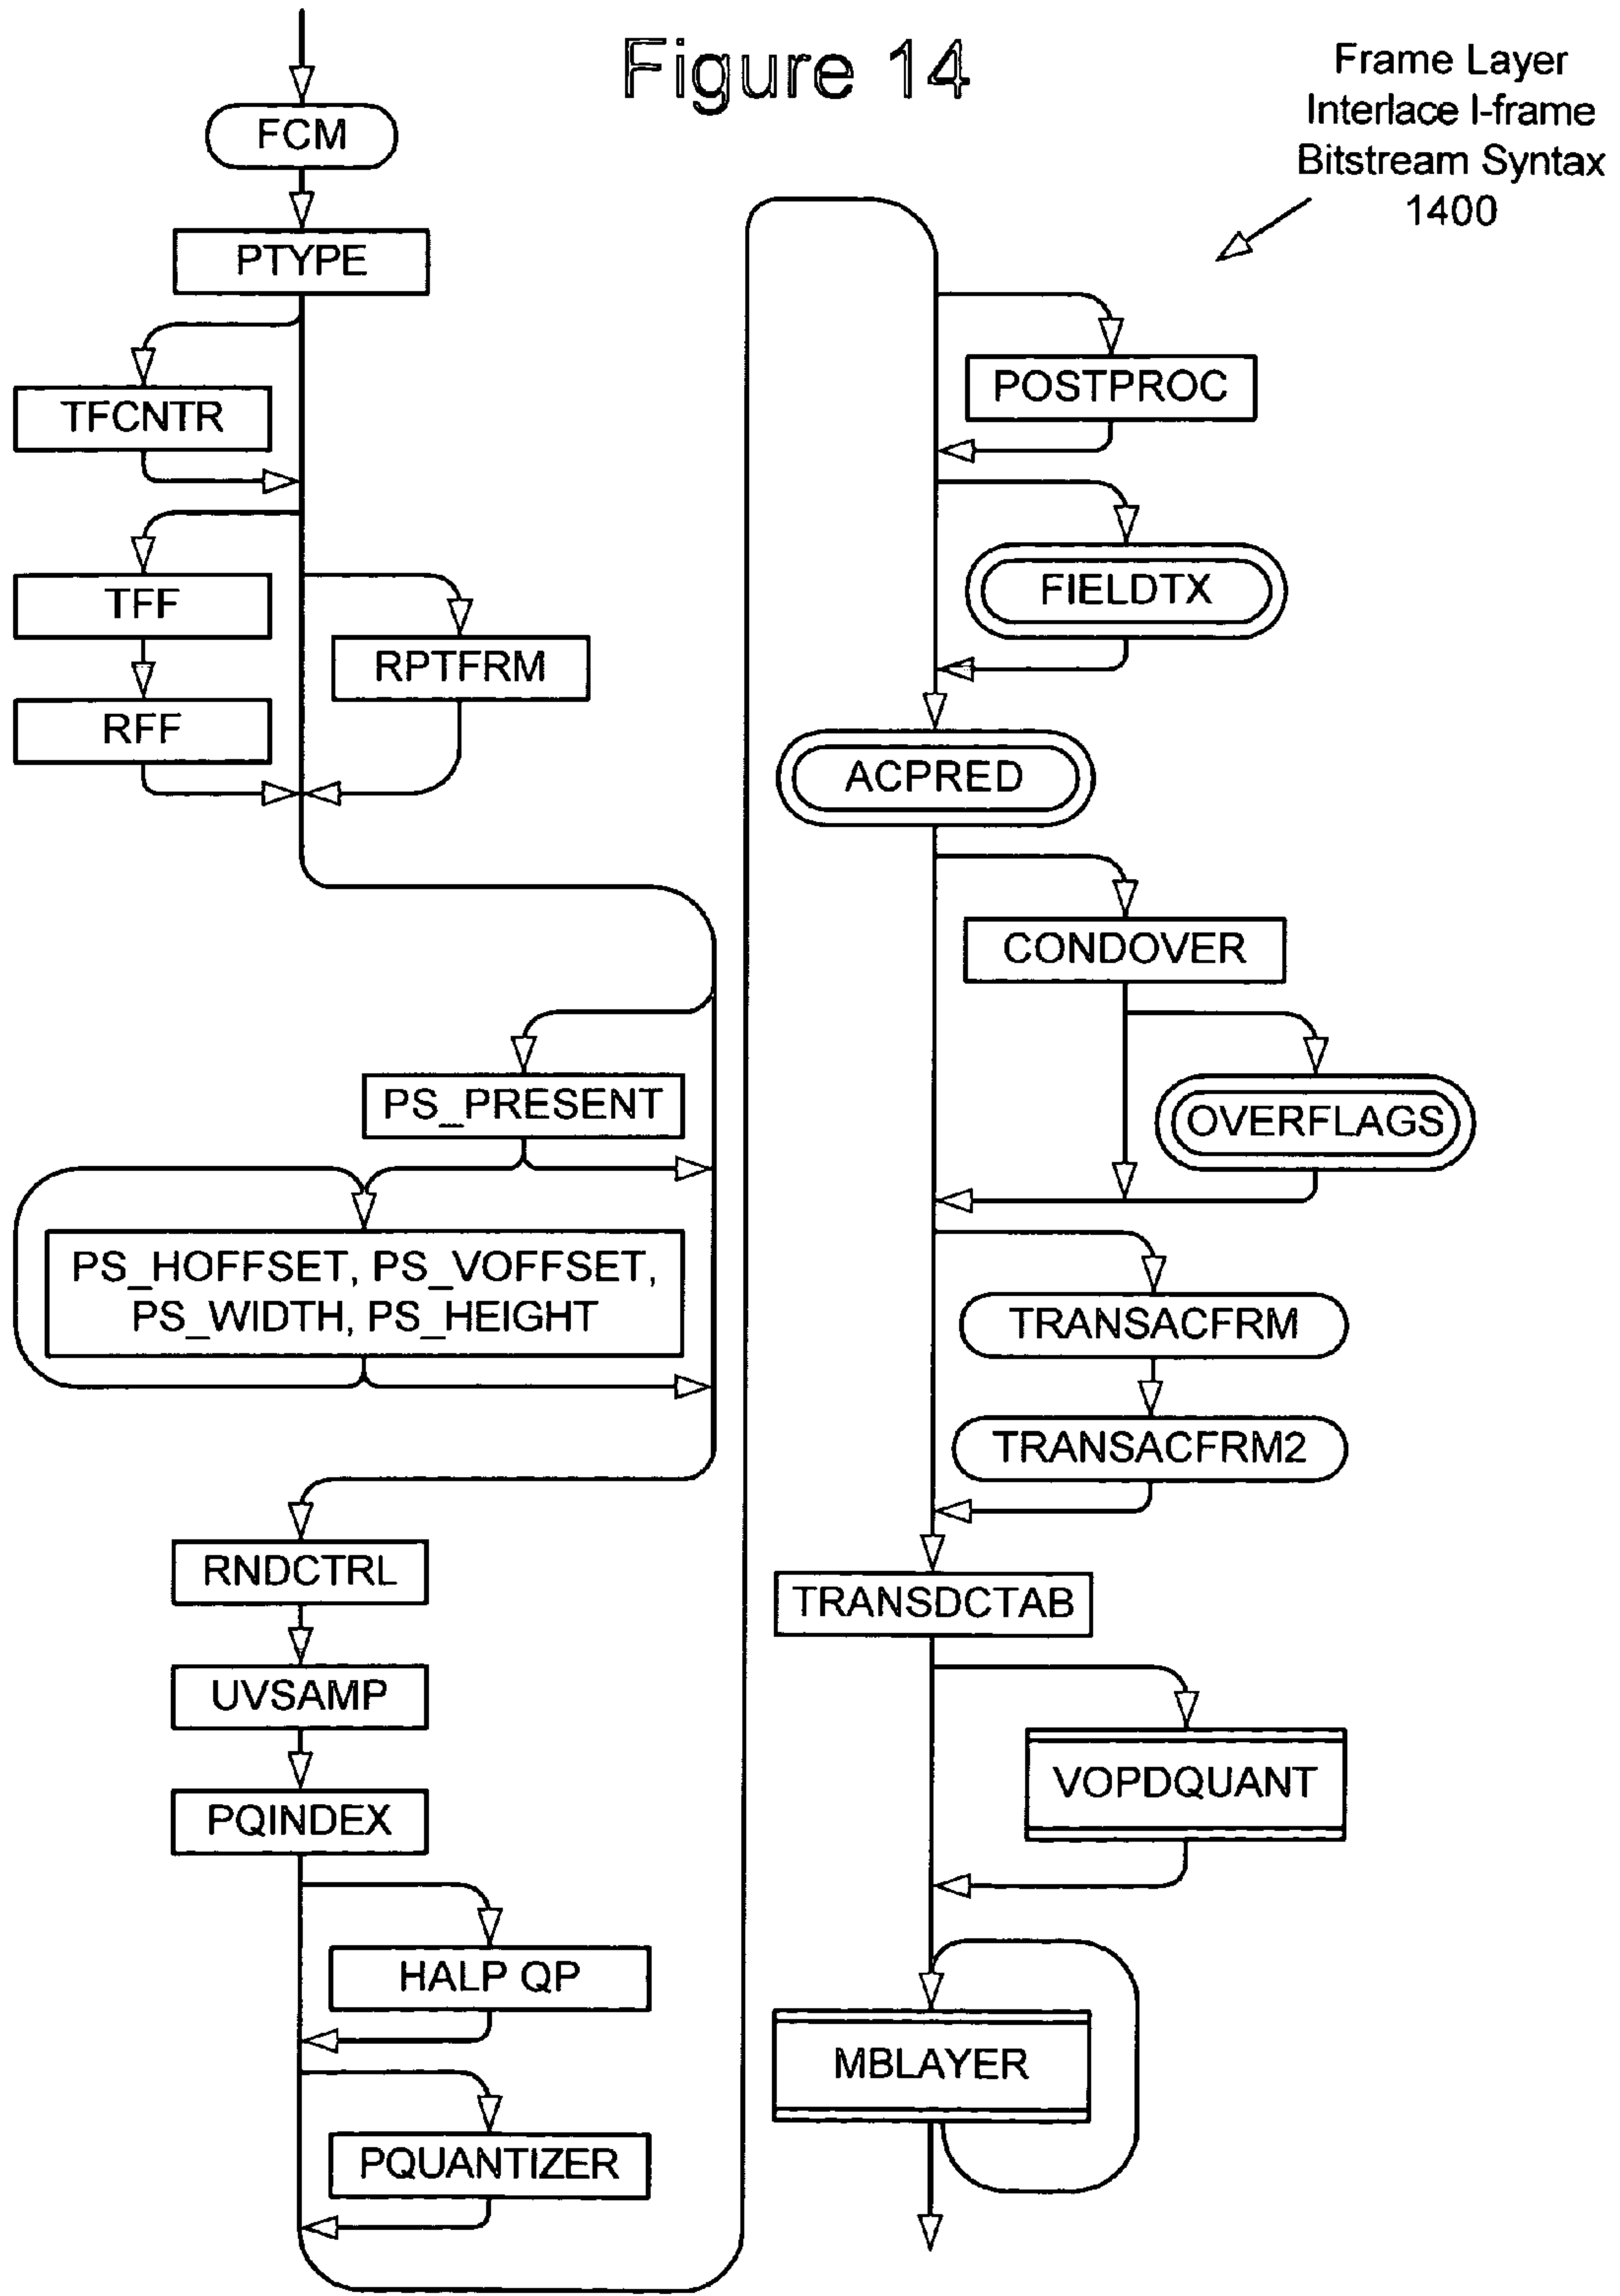 Figure 14
Frame Layer
Interlace I-frame
Bitstream Syntax
1400
FCM
PTYPE
TFCNTR
TFF
RPTFRM
RFF
PS_PRESENT
PS_HOFFSET, PS_VOFFSET,
PS_WIDTH, PS_HEIGHT
RNDCTRL
UVSAMP
PQINDEX
HALP QP
PQUANTIZER
POSTPROC
FIELDTX
ACPRED
CONDOVER
OVERFLAGS
TRANSACFRM
TRANSACFRM2
TRANSDCTAB
VOPDQUANT
MBLAYER